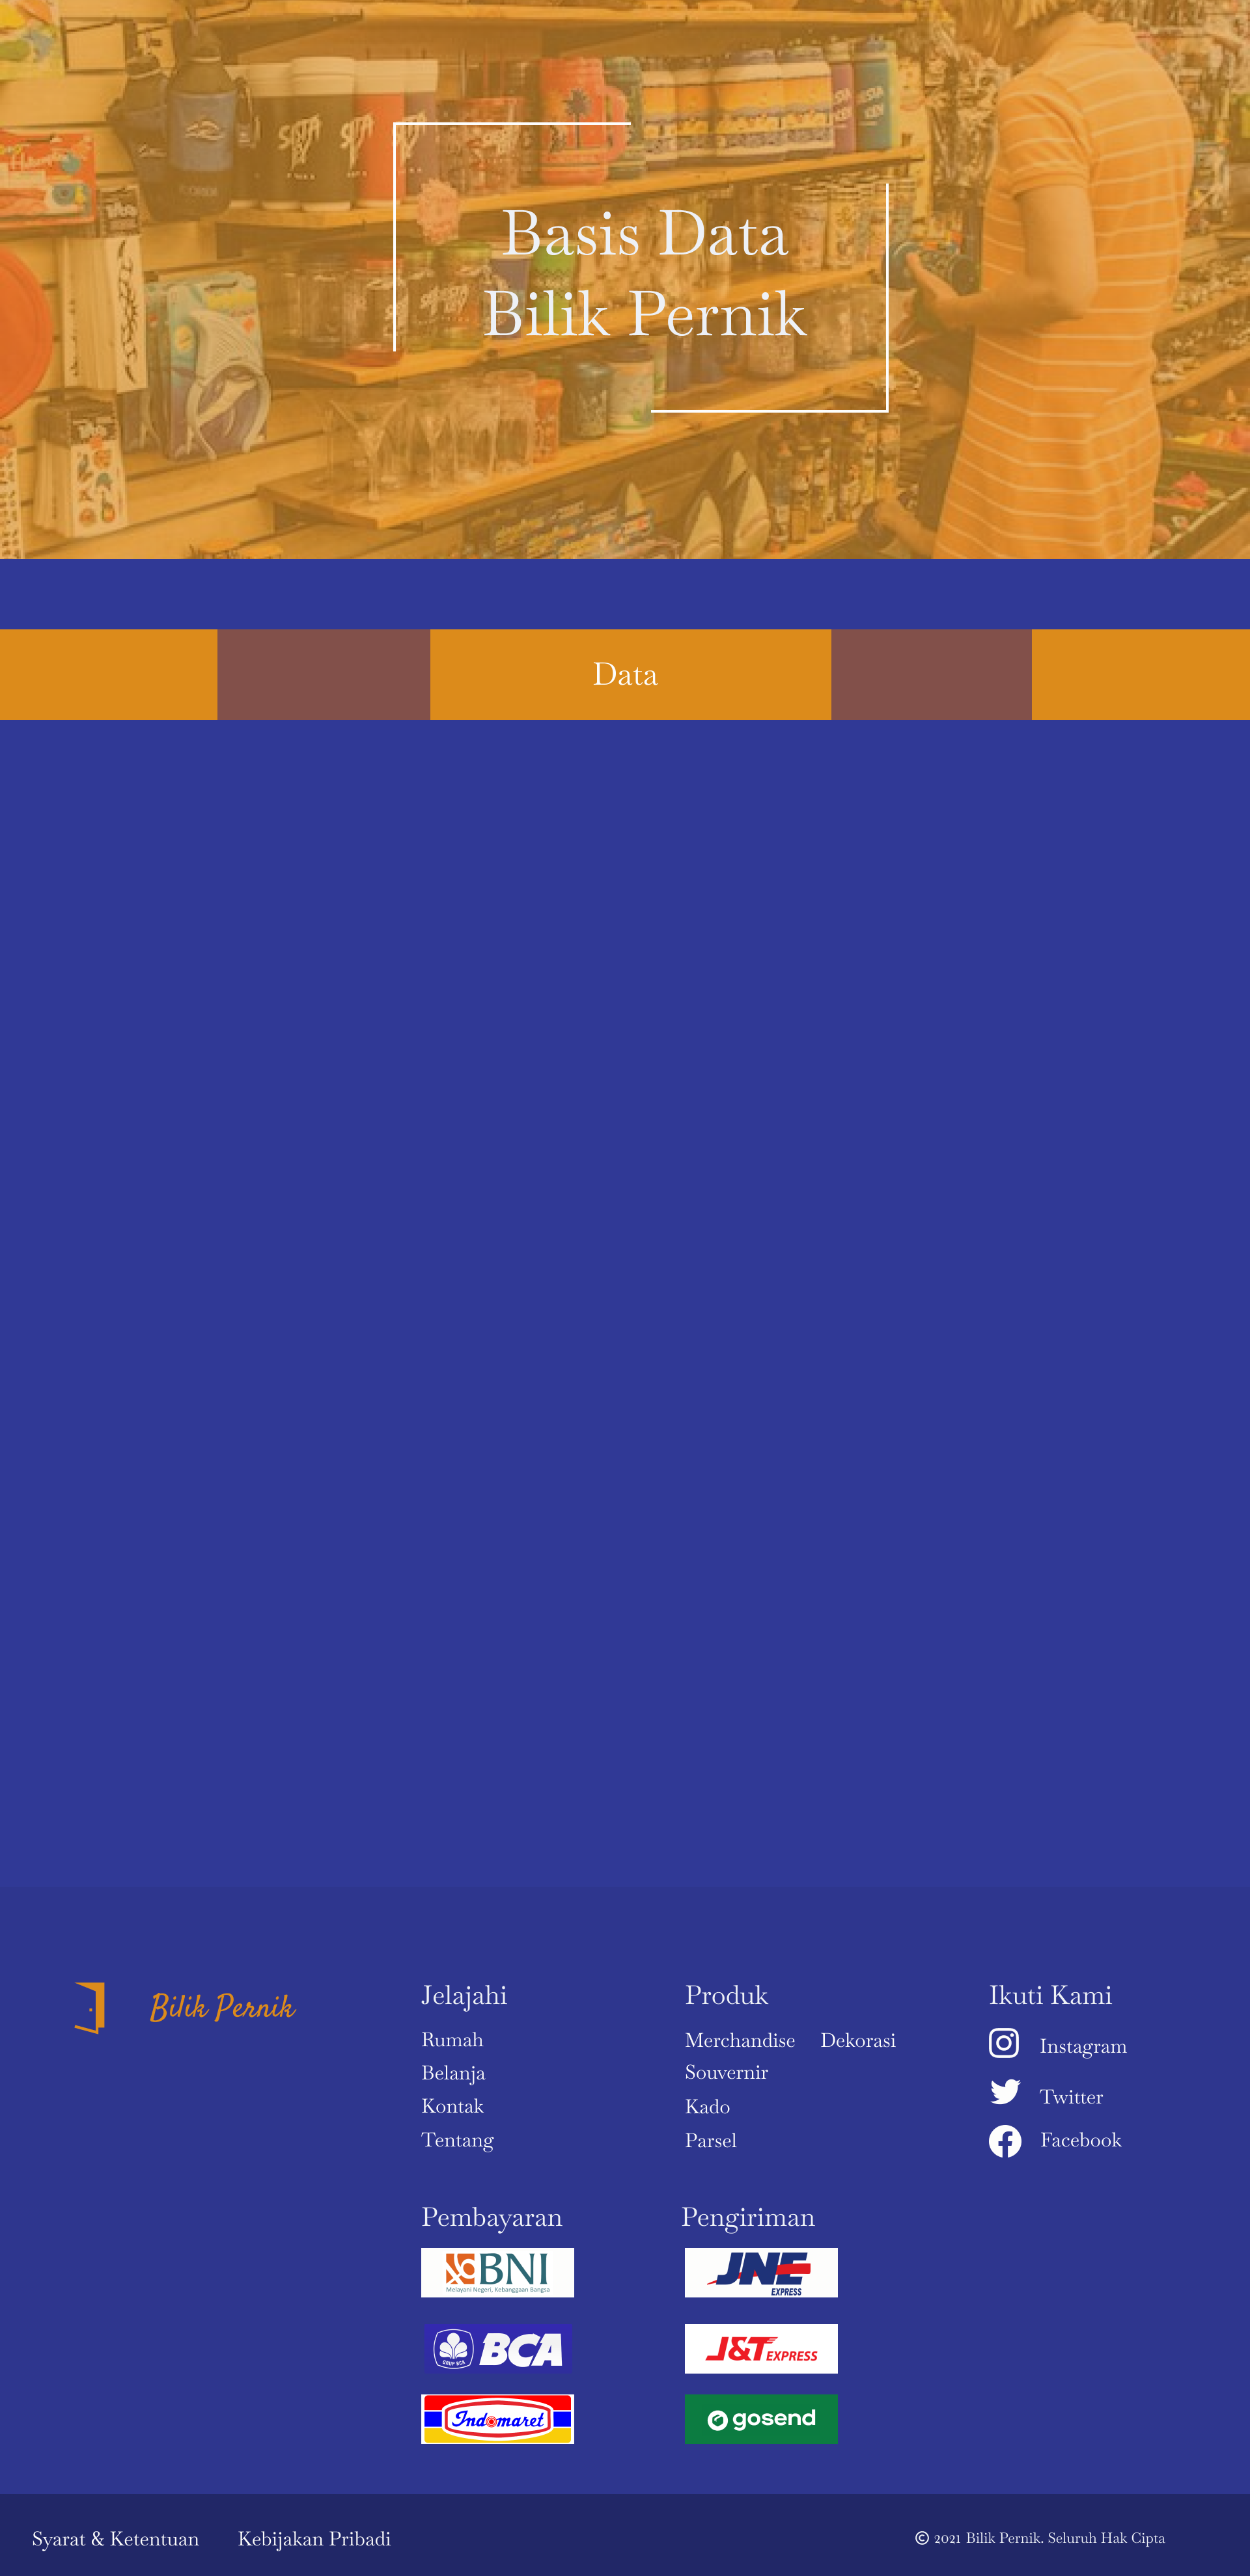 Basis Data
Bilik Pernik
Data
Bilik Pernik
Jelajahi
Rumah
Belanja
Kontak
Tentang
Produk
Merchandise Dekorasi
Souvernir
Kado
Parsel
Ikuti Kami
Instagram
Twitter
Facebook
Pembayaran
BNI
Melayani Negeri, Kebanggaan Bangsa
GRUP BCA
BCA
Indomaret
Pengiriman
JNE
EXPRESS
J&T EXPRESS
gosend
Syarat & Ketentuan Kebijakan Pribadi
© 2021 Bilik Pernik. Seluruh Hak Cipta